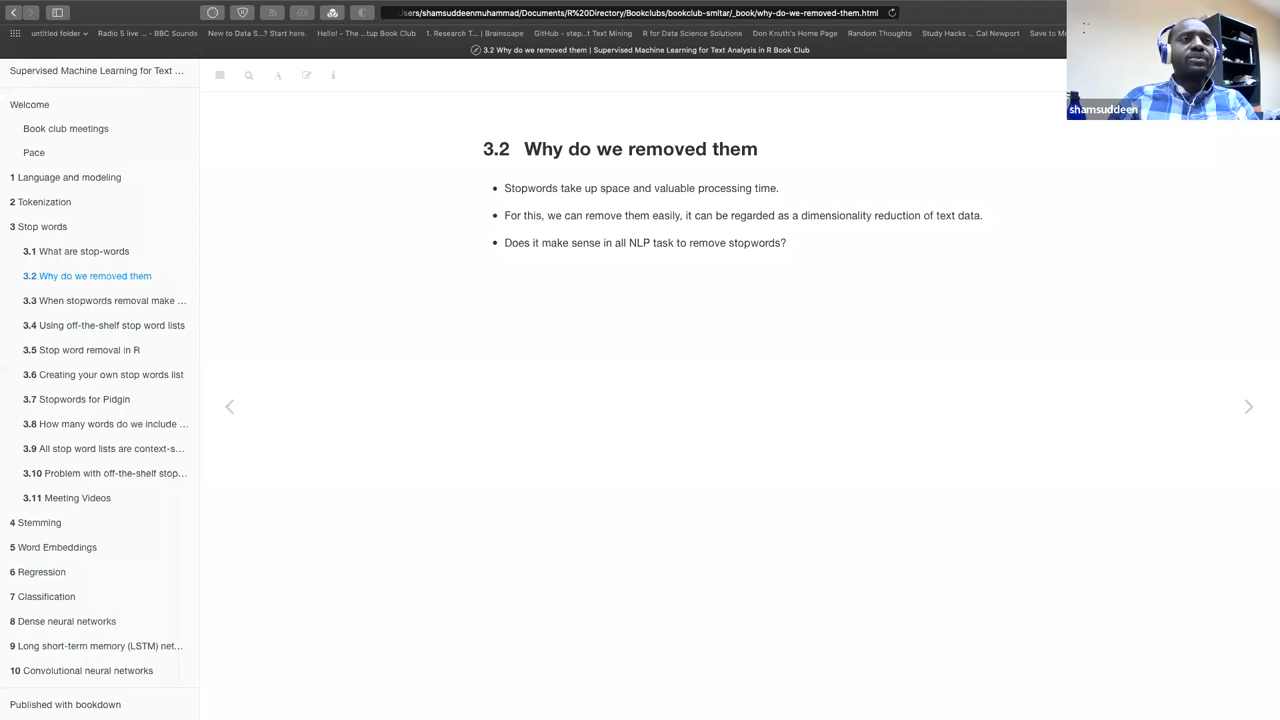 /sers/shamsuddeenmuhammad/Documents/R%20Directory/Bookclubs/bookclub-smltar/_book/why-do-we-removed-them.html
untitled folder
Radio 5 live ... – BBC Sounds
New to Data S...? Start here.
Hello! - The ...tup Book Club
1. Research T... | Brainscape
GitHub - step...t Text Mining
R for Data Science Solutions
Don Knuth's Home Page
Random Thoughts
Study Hacks ... Cal Newport
Save to Me
3.2 Why do we removed them | Supervised Machine Learning for Text Analysis in R Book Club
shamsuddeen
Supervised Machine Learning for Text ...
Welcome
Book club meetings
Pace
1 Language and modeling
2 Tokenization
3 Stop words
3.1 What are stop-words
3.2 Why do we removed them
3.3 When stopwords removal make ...
3.4 Using off-the-shelf stop word lists
3.5 Stop word removal in R
3.6 Creating your own stop words list
3.7 Stopwords for Pidgin
3.8 How many words do we include ...
3.9 All stop word lists are context-s...
3.10 Problem with off-the-shelf stop...
3.11 Meeting Videos
4 Stemming
5 Word Embeddings
6 Regression
7 Classification
8 Dense neural networks
9 Long short-term memory (LSTM) net...
10 Convolutional neural networks
Published with bookdown
3.2 Why do we removed them
• Stopwords take up space and valuable processing time.
• For this, we can remove them easily, it can be regarded as a dimensionality reduction of text data.
• Does it make sense in all NLP task to remove stopwords?